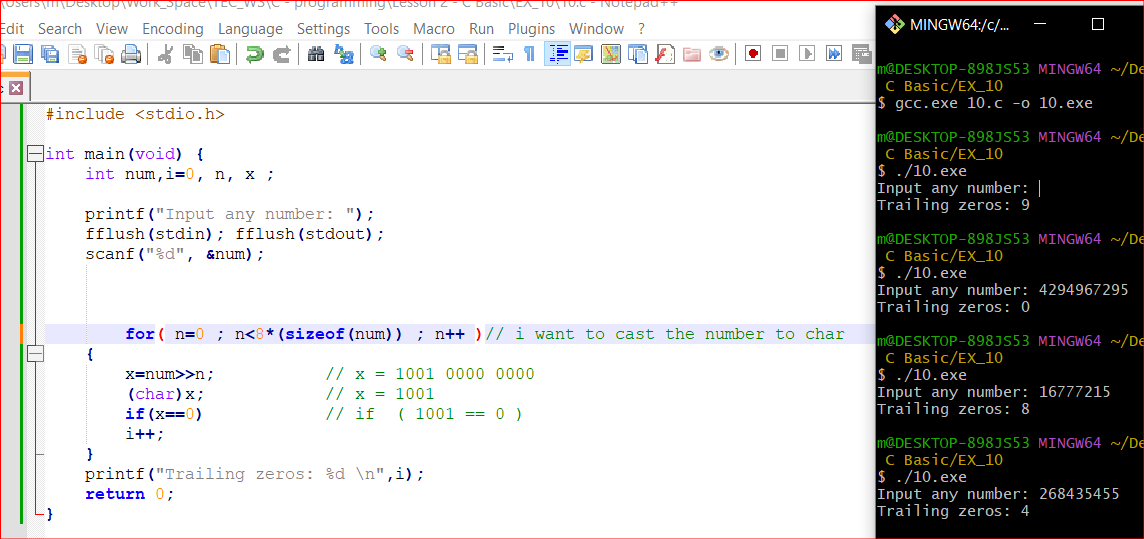 \Users\m\Desktop\Work_Space\TEC_WS\C - programming\Lesson 2 - C Basic\EX_10\10.c - Notepad++
Edit Search View Encoding Language Settings Tools Macro Run Plugins Window ?
#include <stdio.h>
int main(void) {
int num,i=0, n, x ;
printf("Input any number: ");
fflush(stdin); fflush(stdout);
scanf("%d", &num);
for( n=0 ; n<8*(sizeof(num)) ; n++ )// i want to cast the number to char
{
x=num>>n; // x = 1001 0000 0000
(char)x; // x = 1001
if(x==0) // if ( 1001 == 0 )
i++;
}
printf("Trailing zeros: %d \n",i);
return 0;
}
MINGW64:/c/...
m@DESKTOP-898JS53 MINGW64 ~/De
C Basic/EX_10
$ gcc.exe 10.c -o 10.exe
m@DESKTOP-898JS53 MINGW64 ~/De
C Basic/EX_10
$ ./10.exe
Input any number:
Trailing zeros: 9
m@DESKTOP-898JS53 MINGW64 ~/De
C Basic/EX_10
$ ./10.exe
Input any number: 4294967295
Trailing zeros: 0
m@DESKTOP-898JS53 MINGW64 ~/De
C Basic/EX_10
$ ./10.exe
Input any number: 16777215
Trailing zeros: 8
m@DESKTOP-898JS53 MINGW64 ~/De
C Basic/EX_10
$ ./10.exe
Input any number: 268435455
Trailing zeros: 4